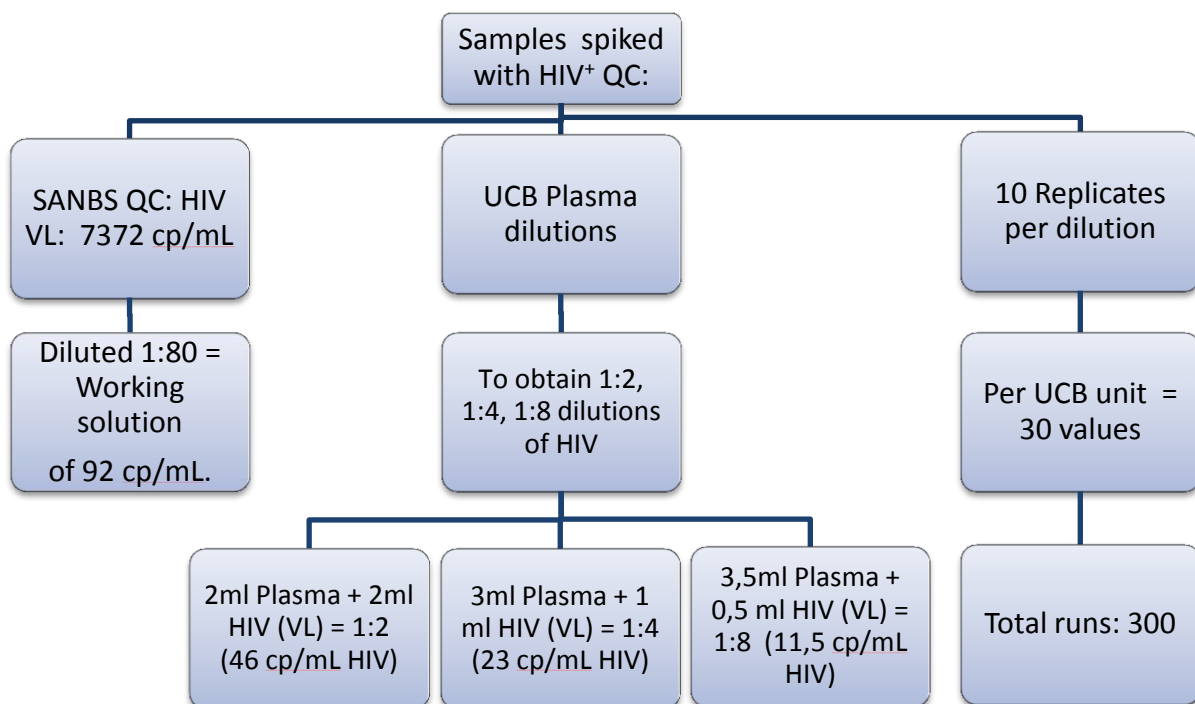 Samples spiked
with HIV⁺ QC:
SANBS QC: HIV
VL: 7372 cp/mL
Diluted 1:80 =
Working
solution
of 92 cp/mL.
UCB Plasma
dilutions
To obtain 1:2,
1:4, 1:8 dilutions
of HIV
2ml Plasma + 2ml
HIV (VL) = 1:2
(46 cp/mL HIV)
3ml Plasma + 1
ml HIV (VL) = 1:4
(23 cp/mL HIV)
3,5ml Plasma +
0,5 ml HIV (VL) =
1:8 (11,5 cp/mL
HIV)
10 Replicates
per dilution
Per UCB unit =
30 values
Total runs: 300